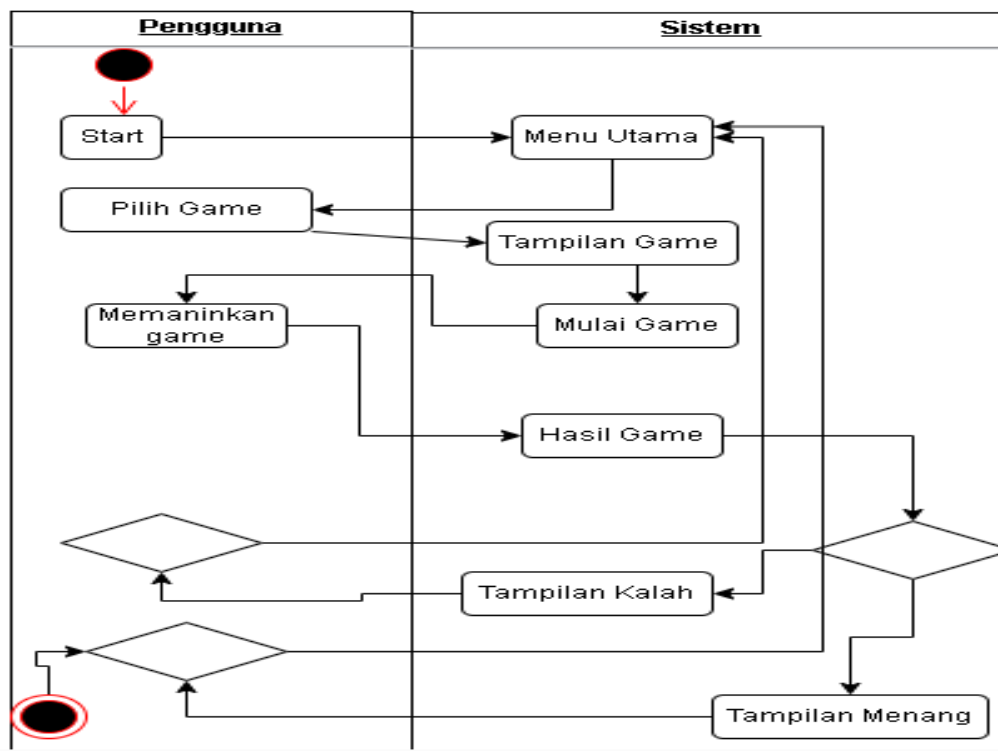 Pengguna
Sistem
Start
Menu Utama
Pilih Game
Tampilan Game
Memaninkan
game
Mulai Game
Hasil Game
Tampilan Kalah
Tampilan Menang